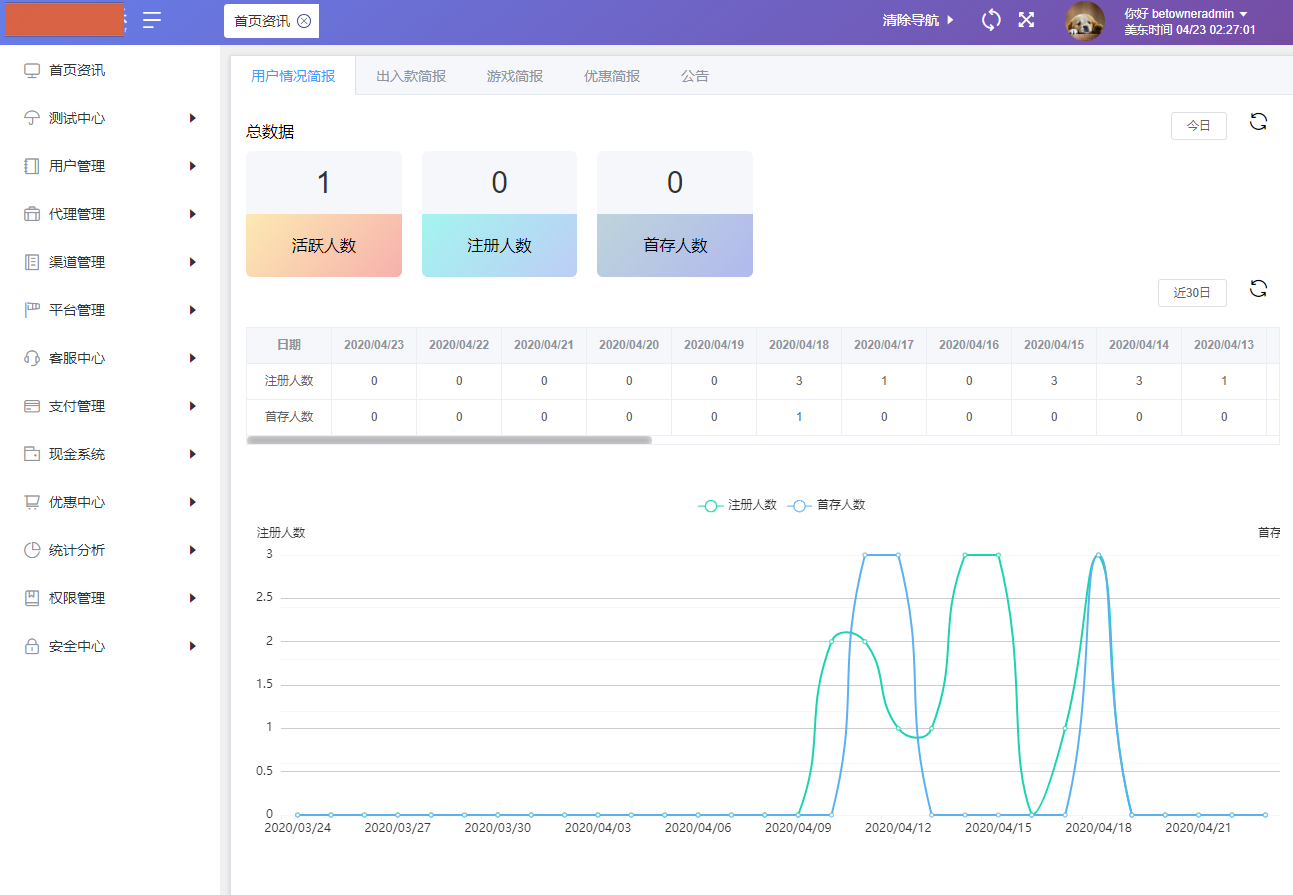 首页资讯
清除导航
你好 betowneradmin
美东时间 04/23 02:27:01
首页资讯
测试中心
用户管理
代理管理
渠道管理
平台管理
客服中心
支付管理
现金系统
优惠中心
统计分析
权限管理
安全中心
用户情况简报 出入款简报 游戏简报 优惠简报 公告
总数据
今日
1 0 0
活跃人数 注册人数 首存人数
近30日
日期 2020/04/23 2020/04/22 2020/04/21 2020/04/20 2020/04/19 2020/04/18 2020/04/17 2020/04/16 2020/04/15 2020/04/14 2020/04/13
注册人数 0 0 0 0 0 3 1 0 3 3 1
首存人数 0 0 0 0 0 1 0 0 0 0 0
注册人数 首存人数
注册人数
首存
3
2.5
2
1.5
1
0.5
0
2020/03/24 2020/03/27 2020/03/30 2020/04/03 2020/04/06 2020/04/09 2020/04/12 2020/04/15 2020/04/18 2020/04/21